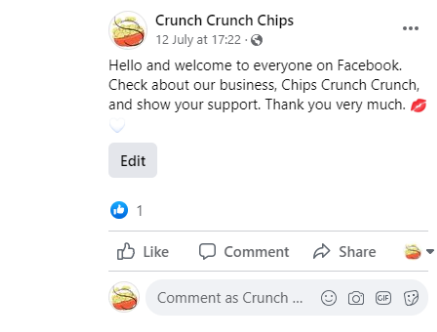 Crunch Crunch Chips
12 July at 17:22 ·
Hello and welcome to everyone on Facebook.
Check about our business, Chips Crunch Crunch,
and show your support. Thank you very much. 💋
🤍
Edit
1
Like Comment Share
Comment as Crunch ... GIF